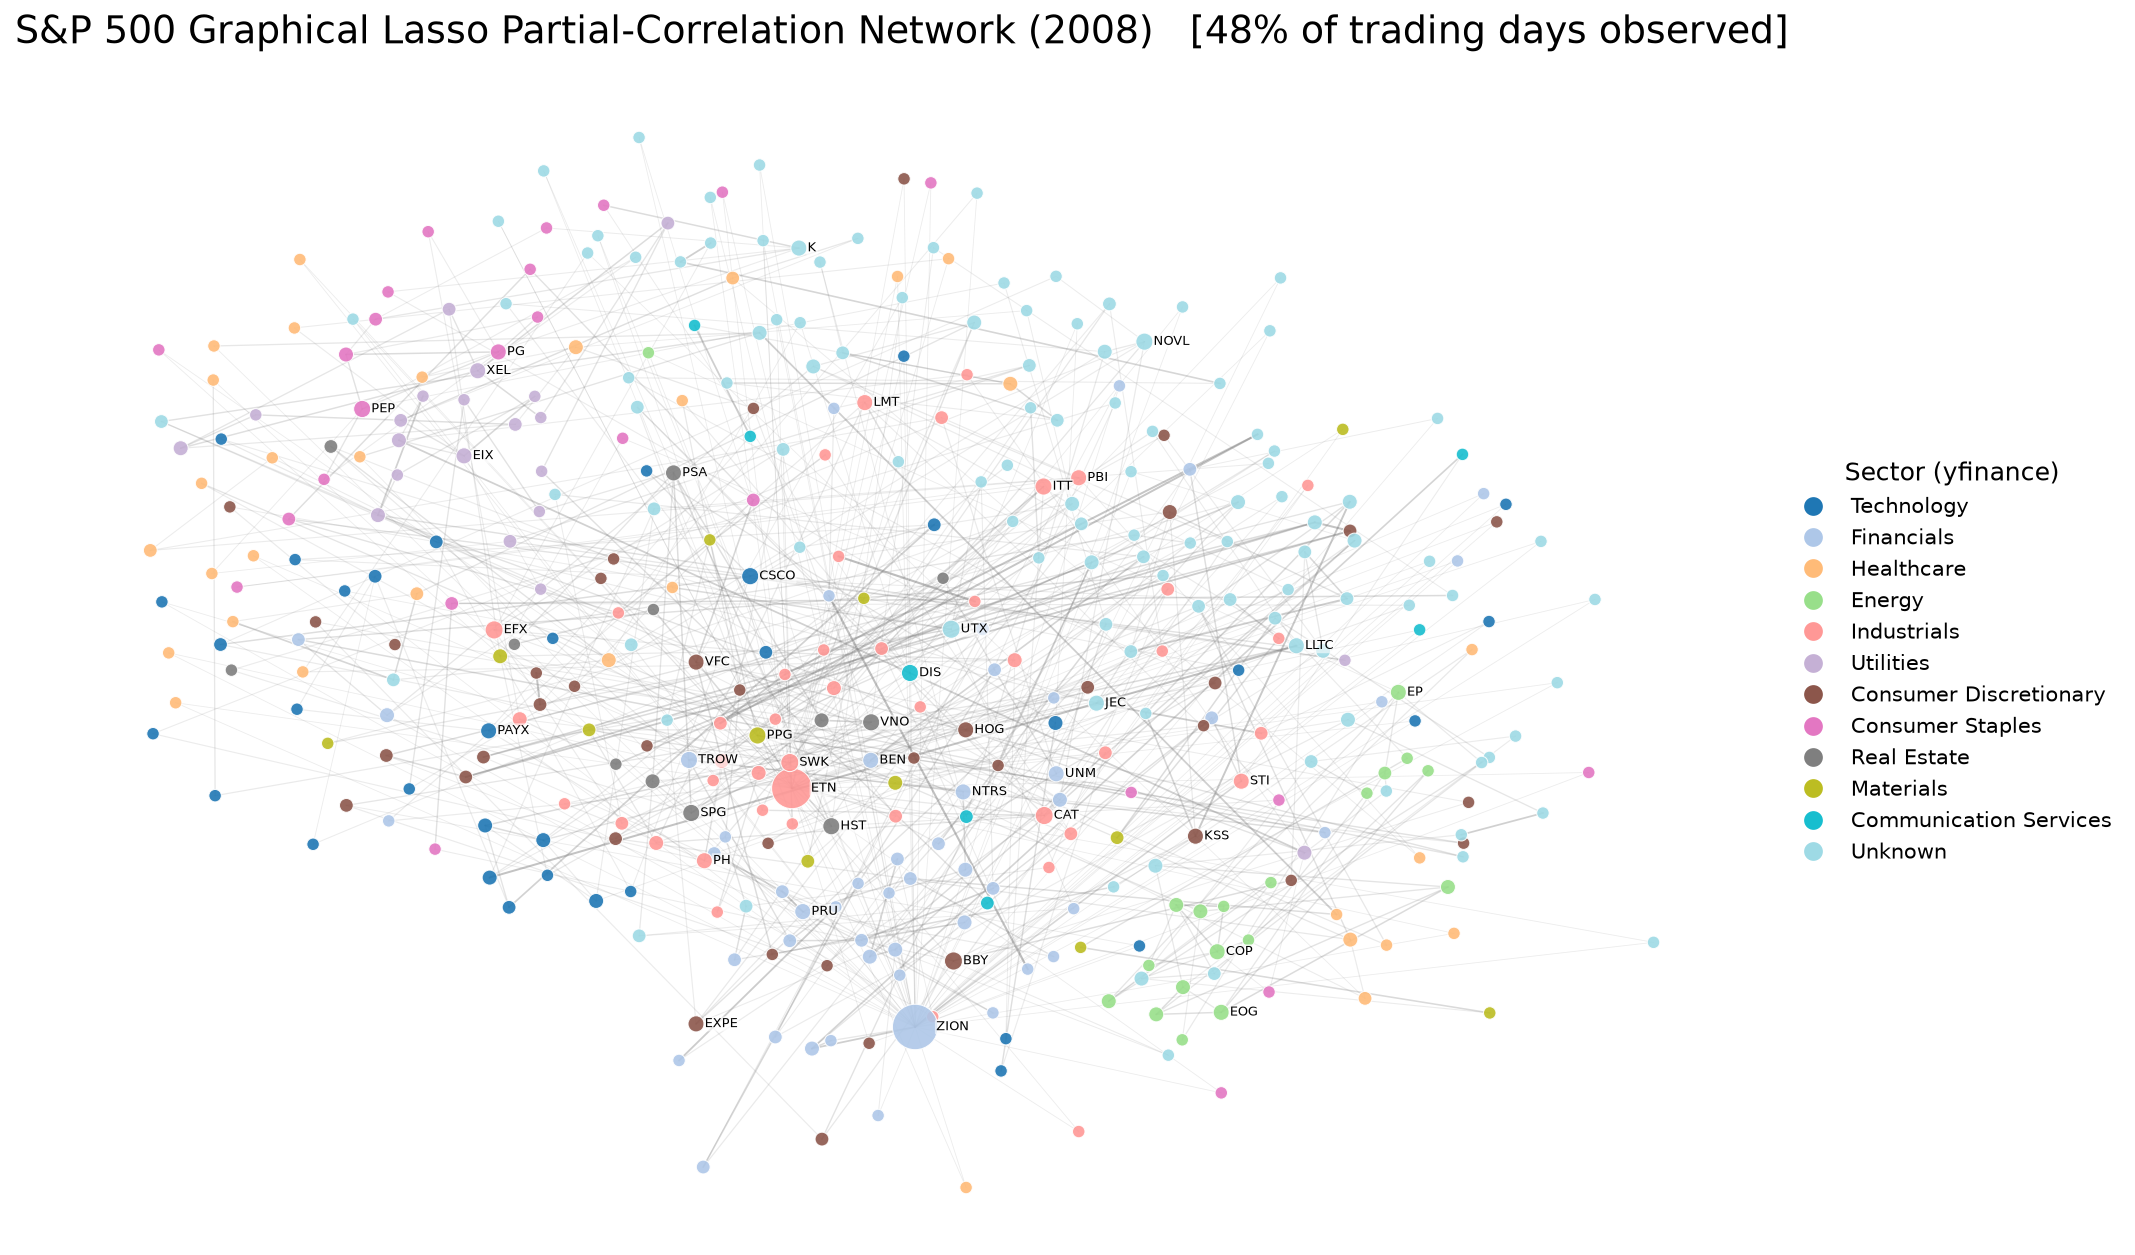 S&P 500 Graphical Lasso Partial-Correlation Network (2008)   [48% of trading days observed]
K
NOVL
PG
XEL
PEP
LMT
EIX
PSA
PBI
ITT
CSCO
EFX
UTX
LLTC
VFC
DIS
EP
JEC
VNO
PAYX
HOG
PPG
TROW
SWK
BEN
UNM
STI
ETN
NTRS
SPG
CAT
HST
KSS
PH
PRU
COP
BBY
EOG
EXPE
ZION
Sector (yfinance)
Technology
Financials
Healthcare
Energy
Industrials
Utilities
Consumer Discretionary
Consumer Staples
Real Estate
Materials
Communication Services
Unknown